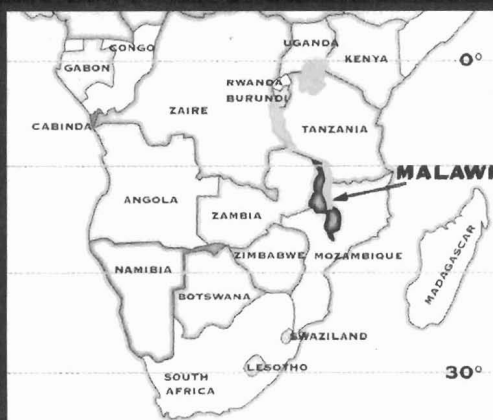 CONGO
UGANDA
GABON
KENYA
0°
RWANDA
ZAIRE
BURUNDI
CABINDA
TANZANIA
MALAWI
ANGOLA
ZAMBIA
ZIMBABWE
MOZAMBIQUE
MADAGASCAR
NAMIBIA
BOTSWANA
SWAZILAND
LESOTHO
SOUTH
AFRICA
30°